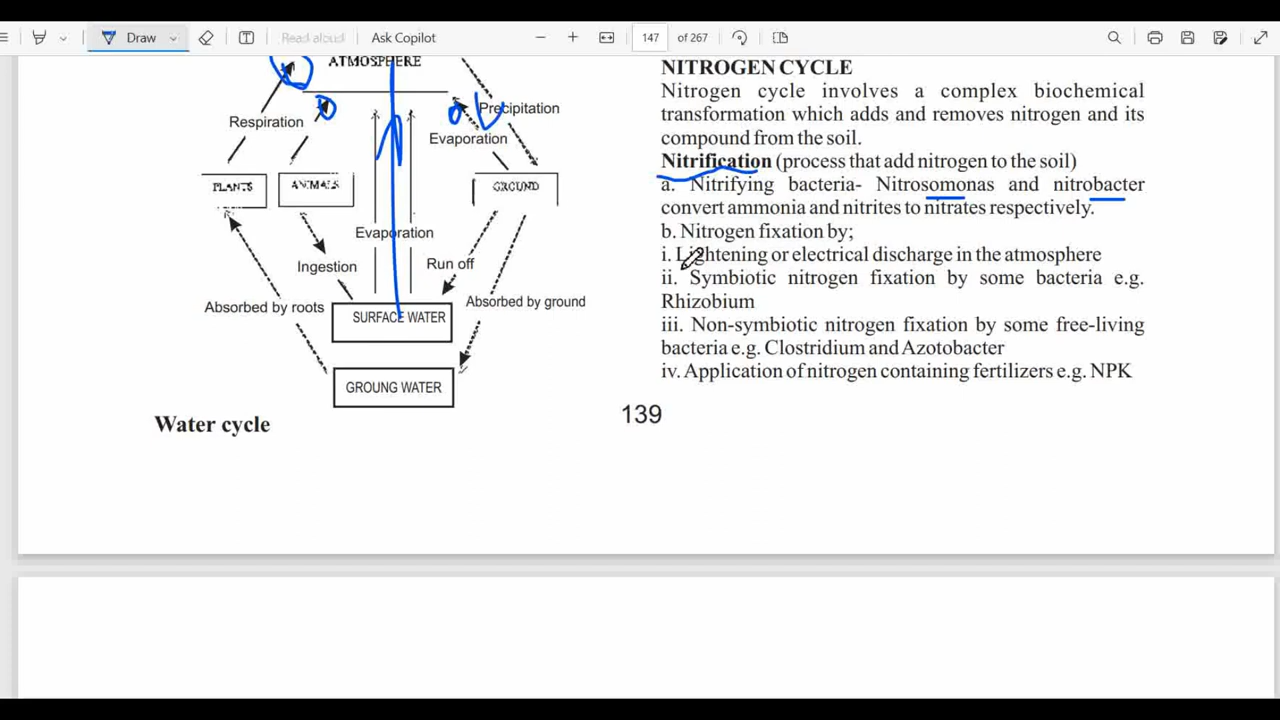 Draw
Read aloud
Ask Copilot
147
of 267
ATMOSPHERE
Precipitation
Respiration
Evaporation
PLANTS
ANIMALS
GROUND
Evaporation
Ingestion
Run off
Absorbed by roots
Absorbed by ground
SURFACE WATER
GROUNG WATER
Water cycle
NITROGEN CYCLE
Nitrogen cycle involves a complex biochemical
transformation which adds and removes nitrogen and its
compound from the soil.
Nitrification (process that add nitrogen to the soil)
a. Nitrifying bacteria- Nitrosomonas and nitrobacter
convert ammonia and nitrites to nitrates respectively.
b. Nitrogen fixation by;
i. Lightening or electrical discharge in the atmosphere
ii. Symbiotic nitrogen fixation by some bacteria e.g.
Rhizobium
iii. Non-symbiotic nitrogen fixation by some free-living
bacteria e.g. Clostridium and Azotobacter
iv. Application of nitrogen containing fertilizers e.g. NPK
139